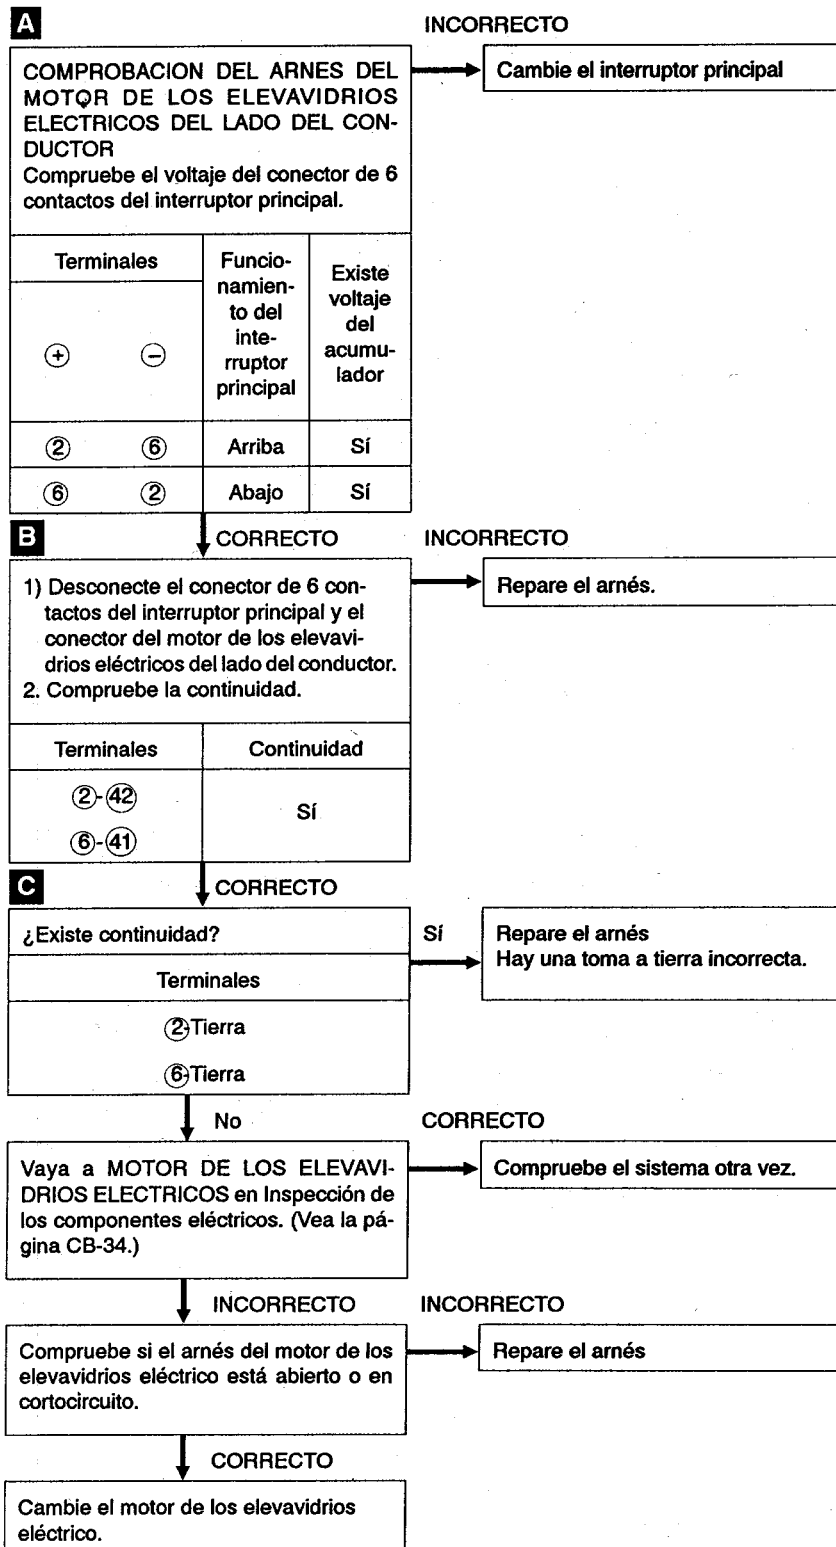 A
INCORRECTO
COMPROBACION DEL ARNES DEL
MOTOR DE LOS ELEVAVIDRIOS
ELECTRICOS DEL LADO DEL CON-
DUCTOR
Compruebe el voltaje del conector de 6
contactos del interruptor principal.
Cambie el interruptor principal
Terminales
Funcio-
namien-
to del
inte-
rruptor
principal
Existe
voltaje
del
acumu-
lador
+ −
2 6 Arriba Sí
6 2 Abajo Sí
B
CORRECTO
INCORRECTO
1) Desconecte el conector de 6 con-
tactos del interruptor principal y el
conector del motor de los elevavi-
drios eléctricos del lado del conductor.
2. Compruebe la continuidad.
Repare el arnés.
Terminales Continuidad
2-42
Sí
6-41
C
CORRECTO
¿Existe continuidad?
Sí
Repare el arnés
Hay una toma a tierra incorrecta.
Terminales
2-Tierra
6-Tierra
No
CORRECTO
Vaya a MOTOR DE LOS ELEVAVI-
DRIOS ELECTRICOS en Inspección de
los componentes eléctricos. (Vea la pá-
gina CB-34.)
Compruebe el sistema otra vez.
INCORRECTO
INCORRECTO
Compruebe si el arnés del motor de los
elevavidrios eléctrico está abierto o en
cortocircuito.
Repare el arnés
CORRECTO
Cambie el motor de los elevavidrios
eléctrico.